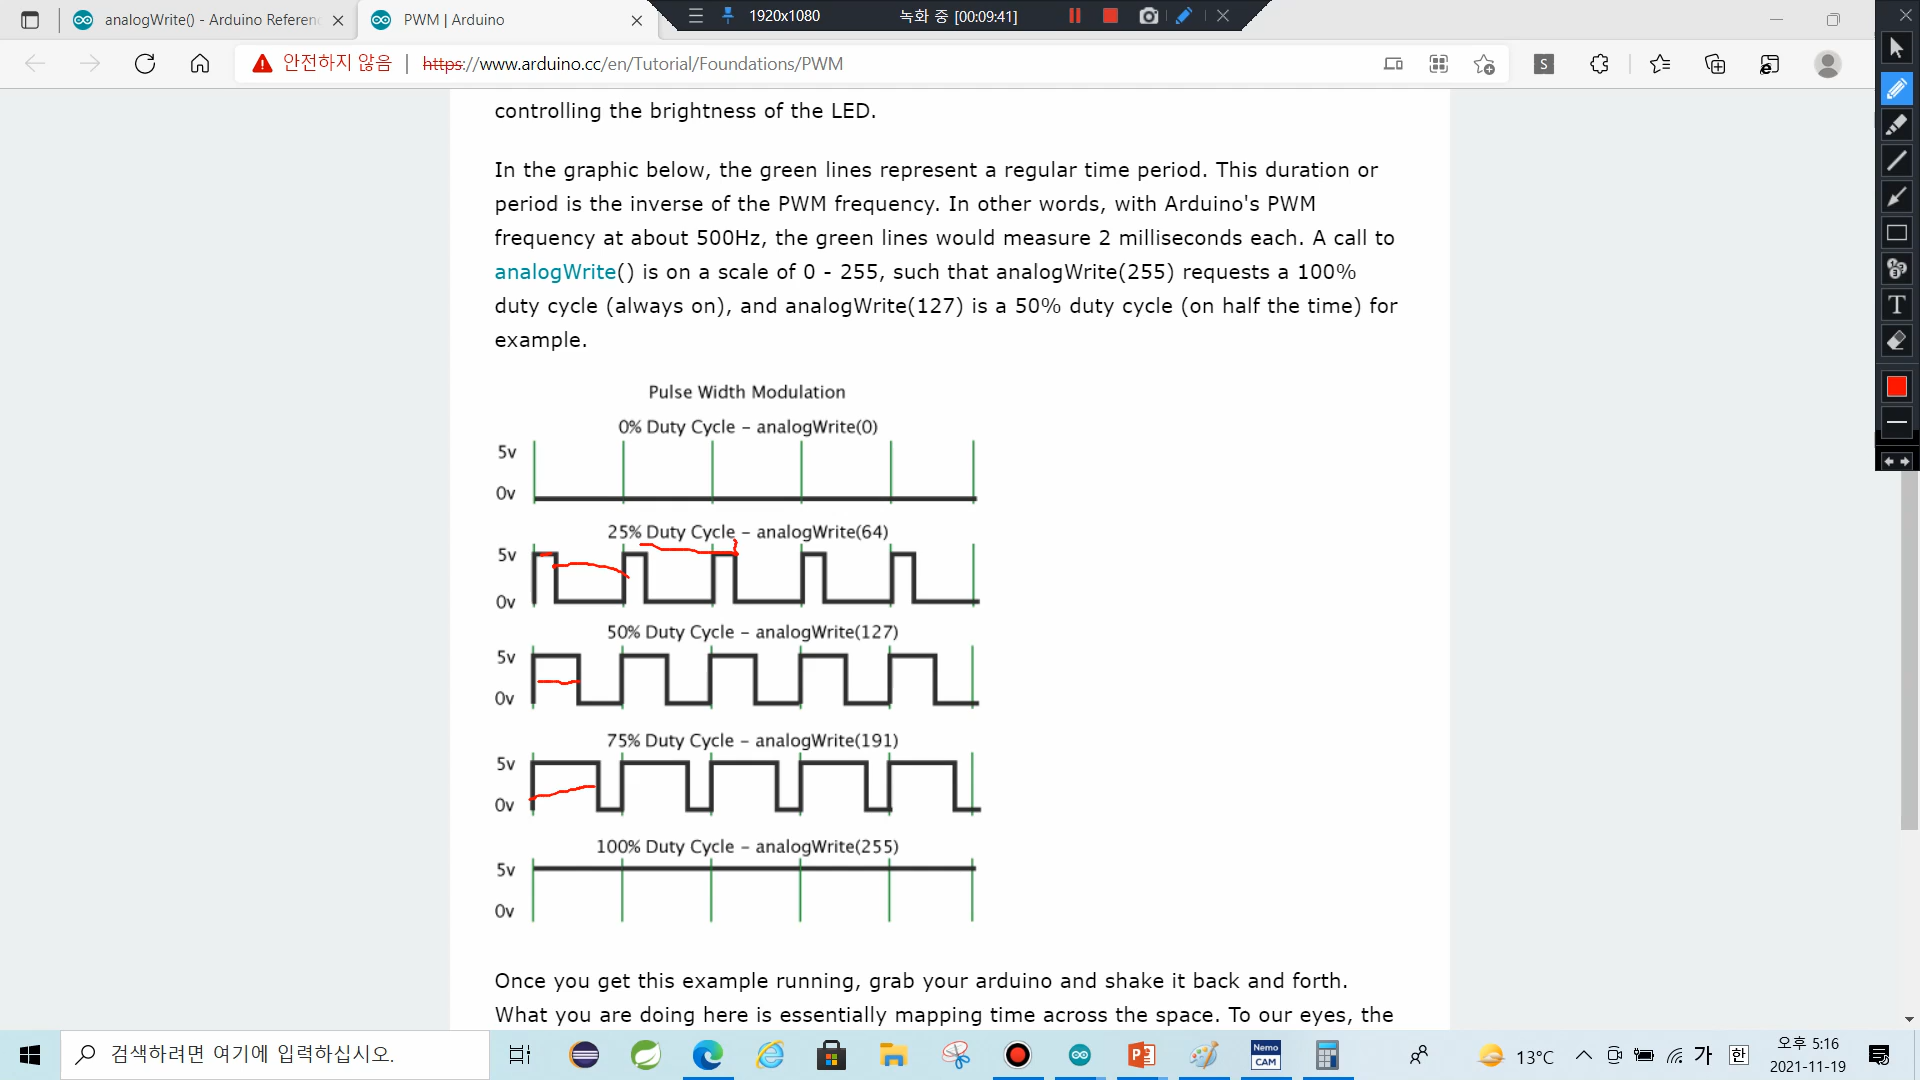 analogWrite() - Arduino Referen
PWM | Arduino
1920x1080
녹화 중 [00:09:41]
안전하지 않음
https://www.arduino.cc/en/Tutorial/Foundations/PWM
S
controlling the brightness of the LED.
In the graphic below, the green lines represent a regular time period. This duration or
period is the inverse of the PWM frequency. In other words, with Arduino's PWM
frequency at about 500Hz, the green lines would measure 2 milliseconds each. A call to
analogWrite() is on a scale of 0 - 255, such that analogWrite(255) requests a 100%
duty cycle (always on), and analogWrite(127) is a 50% duty cycle (on half the time) for
example.
Pulse Width Modulation
0% Duty Cycle – analogWrite(0)
5v
0v
25% Duty Cycle – analogWrite(64)
5v
0v
50% Duty Cycle – analogWrite(127)
5v
0v
75% Duty Cycle – analogWrite(191)
5v
0v
100% Duty Cycle – analogWrite(255)
5v
0v
Once you get this example running, grab your arduino and shake it back and forth.
What you are doing here is essentially mapping time across the space. To our eyes, the
T
검색하려면 여기에 입력하십시오.
Nemo
CAM
13°C
가
한
오후 5:16
2021-11-19